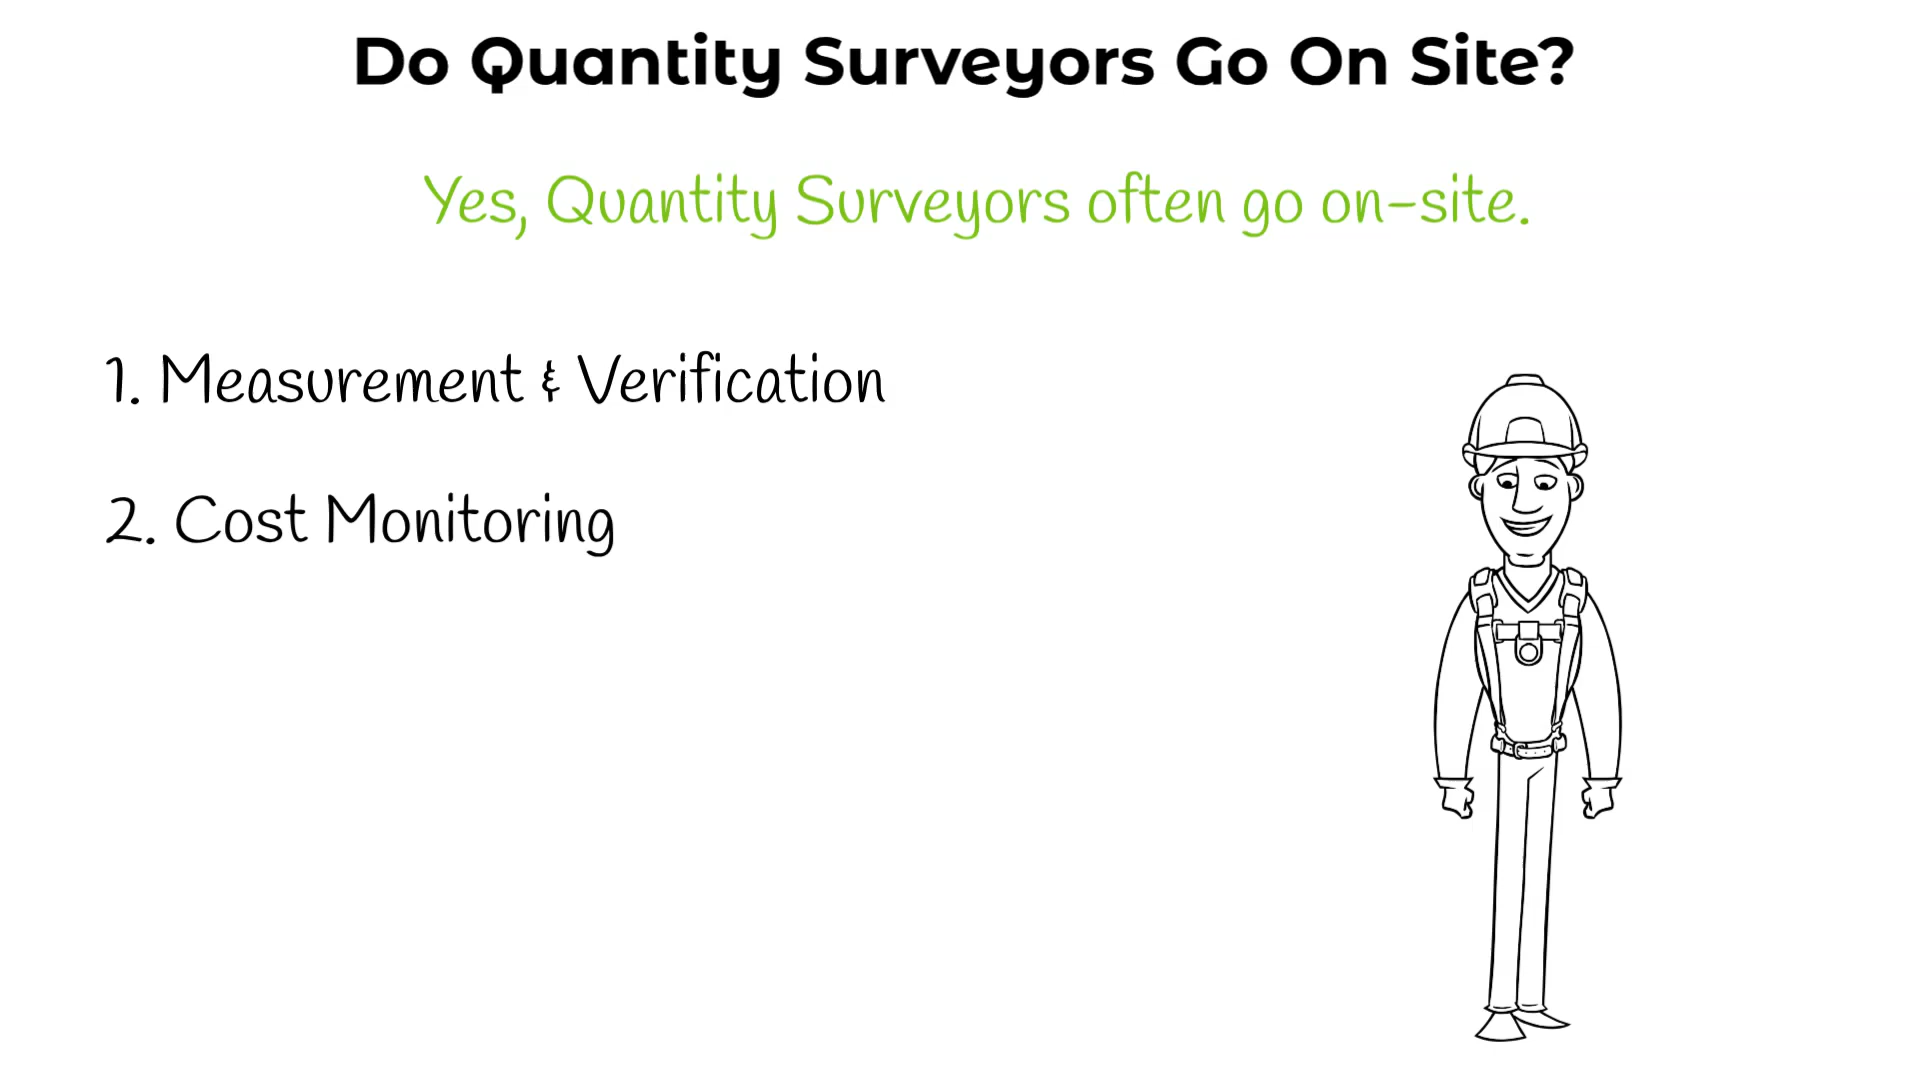 Do Quantity Surveyors Go On Site?
Yes, Quantity Surveyors often go on-site.
1. Measurement & Verification
2. Cost Monitoring